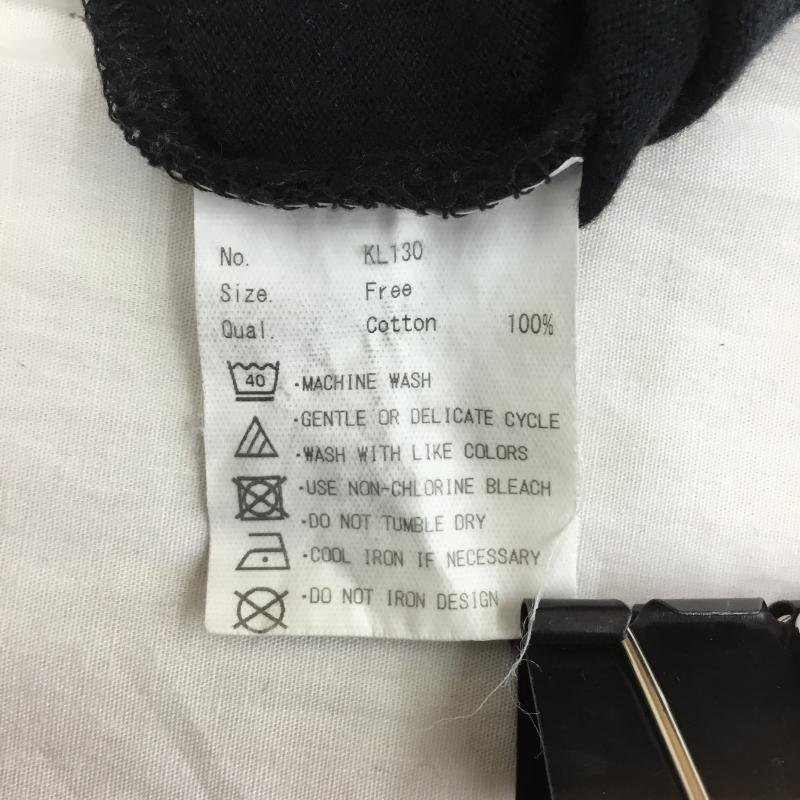 No. KL130
Size. Free
Qual. Cotton 100%
40 ·MACHINE WASH
·GENTLE OR DELICATE CYCLE
·WASH WITH LIKE COLORS
·USE NON-CHLORINE BLEACH
·DO NOT TUMBLE DRY
·COOL IRON IF NECESSARY
·DO NOT IRON DESIGN